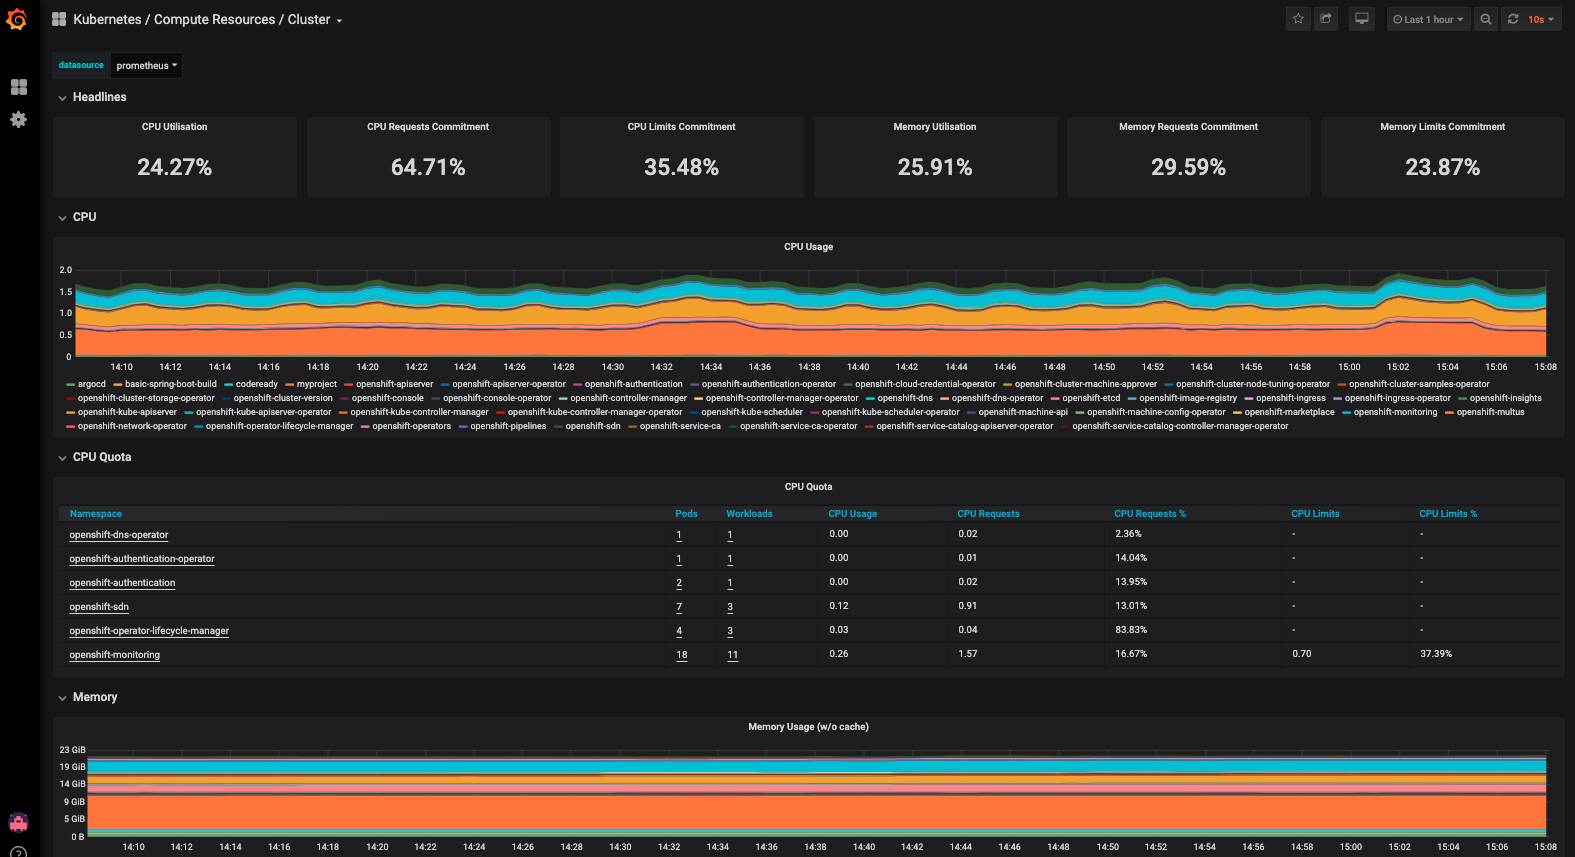 Kubernetes / Compute Resources / Cluster
Last 1 hour
10s
datasource prometheus
Headlines
CPU Utilisation CPU Requests Commitment CPU Limits Commitment Memory Utilisation Memory Requests Commitment Memory Limits Commitment
24.27% 64.71% 35.48% 25.91% 29.59% 23.87%
CPU
CPU Usage
2.0
1.5
1.0
0.5
0
14:10 14:12 14:14 14:16 14:18 14:20 14:22 14:24 14:26 14:28 14:30 14:32 14:34 14:36 14:38 14:40 14:42 14:44 14:46 14:48 14:50 14:52 14:54 14:56 14:58 15:00 15:02 15:04 15:06 15:08
argocd basic-spring-boot-build codeready myproject openshift-apiserver openshift-apiserver-operator openshift-authentication openshift-authentication-operator openshift-cloud-credential-operator openshift-cluster-machine-approver openshift-cluster-node-tuning-operator openshift-cluster-samples-operator
openshift-cluster-storage-operator openshift-cluster-version openshift-console openshift-console-operator openshift-controller-manager openshift-controller-manager-operator openshift-dns openshift-dns-operator openshift-etcd openshift-image-registry openshift-ingress openshift-ingress-operator openshift-insights
openshift-kube-apiserver openshift-kube-apiserver-operator openshift-kube-controller-manager openshift-kube-controller-manager-operator openshift-kube-scheduler openshift-kube-scheduler-operator openshift-machine-api openshift-machine-config-operator openshift-marketplace openshift-monitoring openshift-multus
openshift-network-operator openshift-operator-lifecycle-manager openshift-operators openshift-pipelines openshift-sdn openshift-service-ca openshift-service-ca-operator openshift-service-catalog-apiserver-operator openshift-service-catalog-controller-manager-operator
CPU Quota
CPU Quota
Namespace Pods Workloads CPU Usage CPU Requests CPU Requests % CPU Limits CPU Limits %
openshift-dns-operator 1 1 0.00 0.02 2.36% - -
openshift-authentication-operator 1 1 0.00 0.01 14.04% - -
openshift-authentication 2 1 0.00 0.02 13.95% - -
openshift-sdn 7 3 0.12 0.91 13.01% - -
openshift-operator-lifecycle-manager 4 3 0.03 0.04 83.83% - -
openshift-monitoring 18 11 0.26 1.57 16.67% 0.70 37.39%
Memory
Memory Usage (w/o cache)
23 GiB
19 GiB
14 GiB
9 GiB
5 GiB
0 B
14:10 14:12 14:14 14:16 14:18 14:20 14:22 14:24 14:26 14:28 14:30 14:32 14:34 14:36 14:38 14:40 14:42 14:44 14:46 14:48 14:50 14:52 14:54 14:56 14:58 15:00 15:02 15:04 15:06 15:08